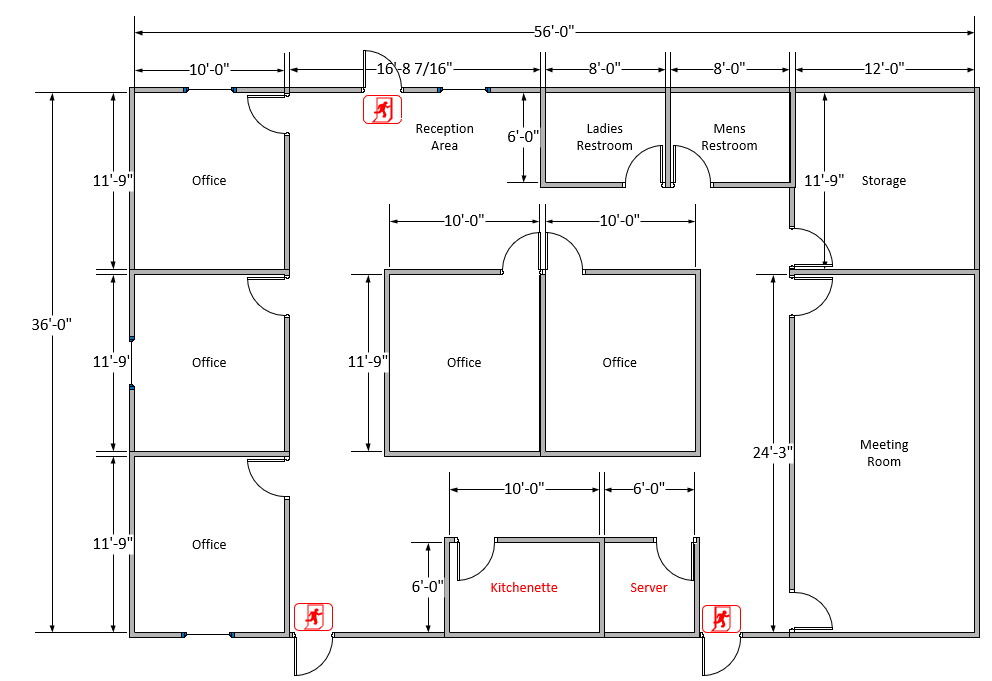 56'-0"
10'-0"
16'-8 7/16"
8'-0"
8'-0"
12'-0"
Reception
Area
6'-0"
Ladies
Restroom
Mens
Restroom
11'-9"
Office
11'-9"
Storage
10'-0"
10'-0"
36'-0"
11'-9'
Office
11'-9"
Office
Office
24'-3"
Meeting
Room
10'-0"
6'-0"
11'-9"
Office
6'-0"
Kitchenette
Server